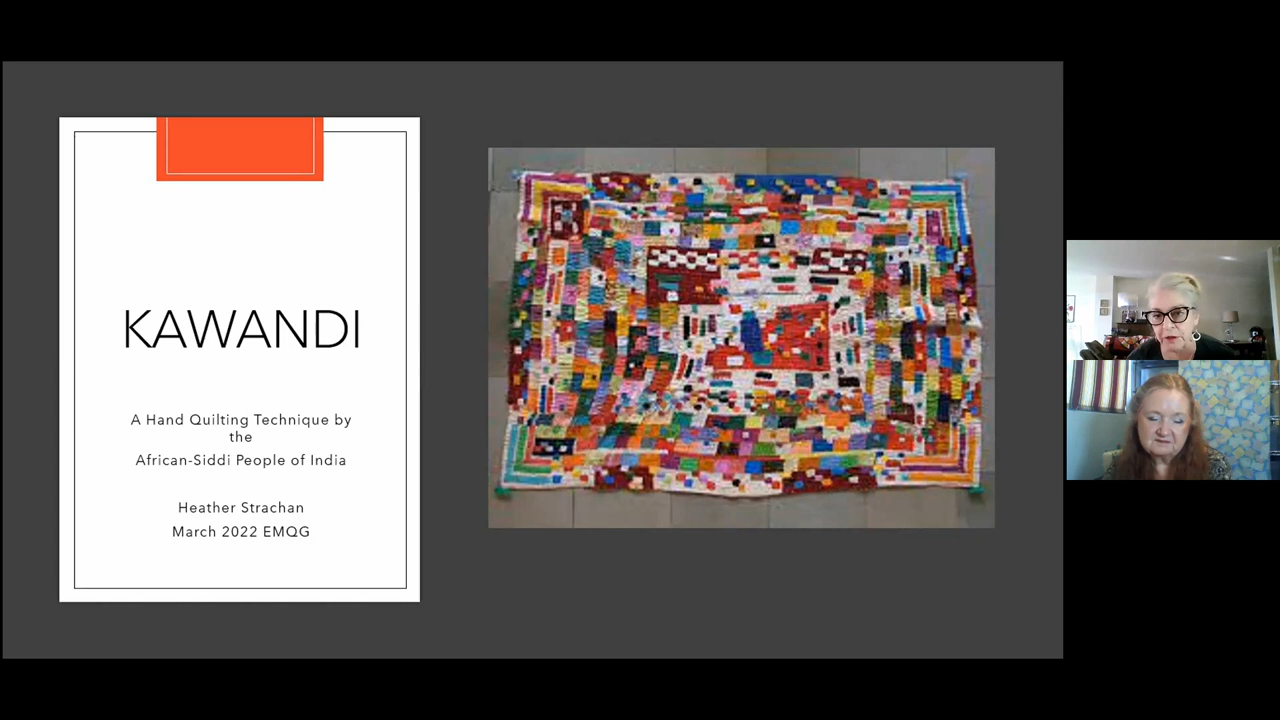 KAWANDI
A Hand Quilting Technique by
the
African-Siddi People of India
Heather Strachan
March 2022 EMQG